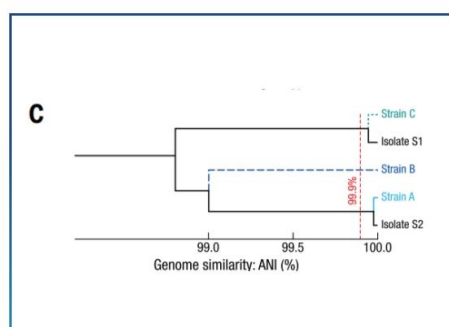 C
Strain C
Isolate S1
Strain B
99.9%
Strain A
Isolate S2
99.0 99.5 100.0
Genome similarity: ANI (%)